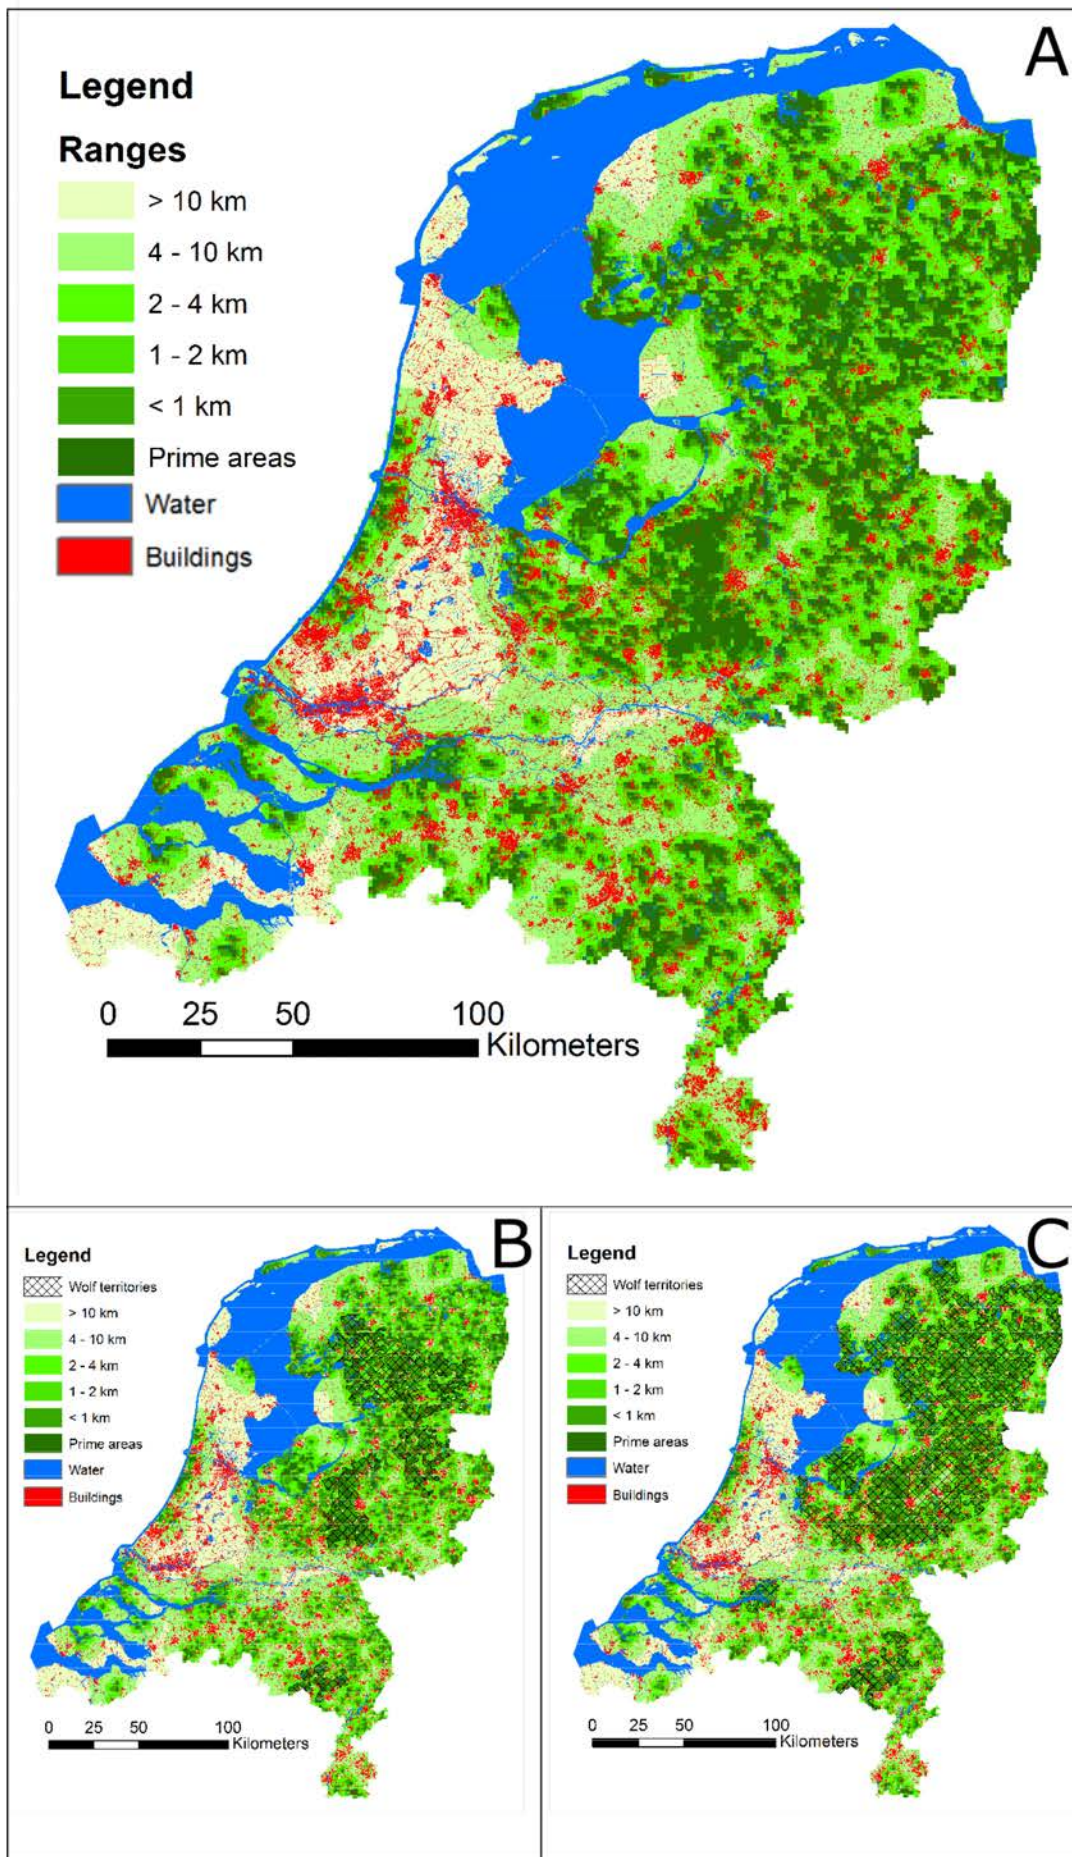 A
Legend
Ranges
> 10 km
4 - 10 km
2 - 4 km
1 - 2 km
< 1 km
Prime areas
Water
Buildings
0 25 50 100
Kilometers
B
Legend
Wolf territories
> 10 km
4 - 10 km
2 - 4 km
1 - 2 km
< 1 km
Prime areas
Water
Buildings
0 25 50 100
Kilometers
C
Legend
Wolf territories
> 10 km
4 - 10 km
2 - 4 km
1 - 2 km
< 1 km
Prime areas
Water
Buildings
0 25 50 100
Kilometers